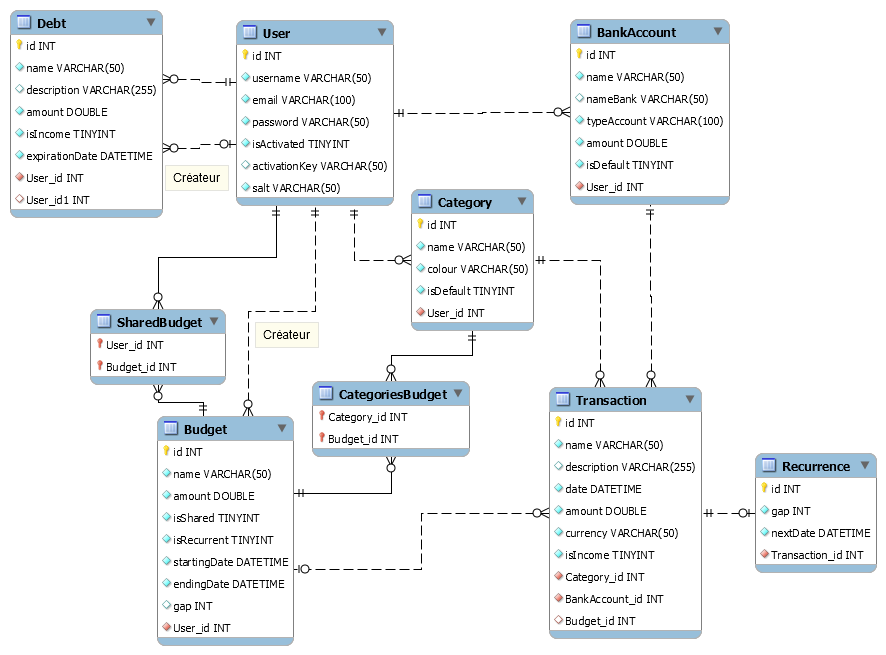 Debt
id INT
name VARCHAR(50)
description VARCHAR(255)
amount DOUBLE
isIncome TINYINT
expirationDate DATETIME
User_id INT
User_id1 INT
User
id INT
username VARCHAR(50)
email VARCHAR(100)
password VARCHAR(50)
isActivated TINYINT
activationKey VARCHAR(50)
salt VARCHAR(50)
BankAccount
id INT
name VARCHAR(50)
nameBank VARCHAR(50)
typeAccount VARCHAR(100)
amount DOUBLE
isDefault TINYINT
User_id INT
Créateur
Category
id INT
name VARCHAR(50)
colour VARCHAR(50)
isDefault TINYINT
User_id INT
SharedBudget
User_id INT
Budget_id INT
Créateur
CategoriesBudget
Category_id INT
Budget_id INT
Budget
id INT
name VARCHAR(50)
amount DOUBLE
isShared TINYINT
isRecurrent TINYINT
startingDate DATETIME
endingDate DATETIME
gap INT
User_id INT
Transaction
id INT
name VARCHAR(50)
description VARCHAR(255)
date DATETIME
amount DOUBLE
currency VARCHAR(50)
isIncome TINYINT
Category_id INT
BankAccount_id INT
Budget_id INT
Recurrence
id INT
gap INT
nextDate DATETIME
Transaction_id INT